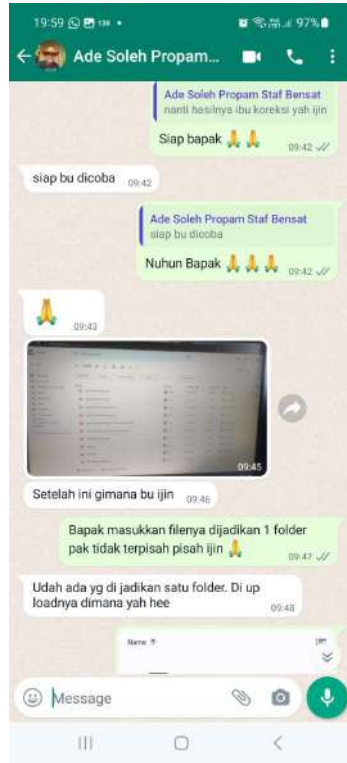 19:59
97%
Ade Soleh Propam...
Ade Soleh Propam Staf Bensat
nanti hasilnya ibu koreksi yah ijin
Siap bapak 🙏🙏
09:42
siap bu dicoba
09:42
Ade Soleh Propam Staf Bensat
siap bu dicoba
Nuhun Bapak 🙏🙏🙏
09:42
🙏
09:43
09:45
Setelah ini gimana bu ijin
09:46
Bapak masukkan filenya dijadikan 1 folder
pak tidak terpisah pisah ijin 🙏
09:47
Udah ada yg di jadikan satu folder. Di up
loadnya dimana yah hee
09:48
Name ↑
Message